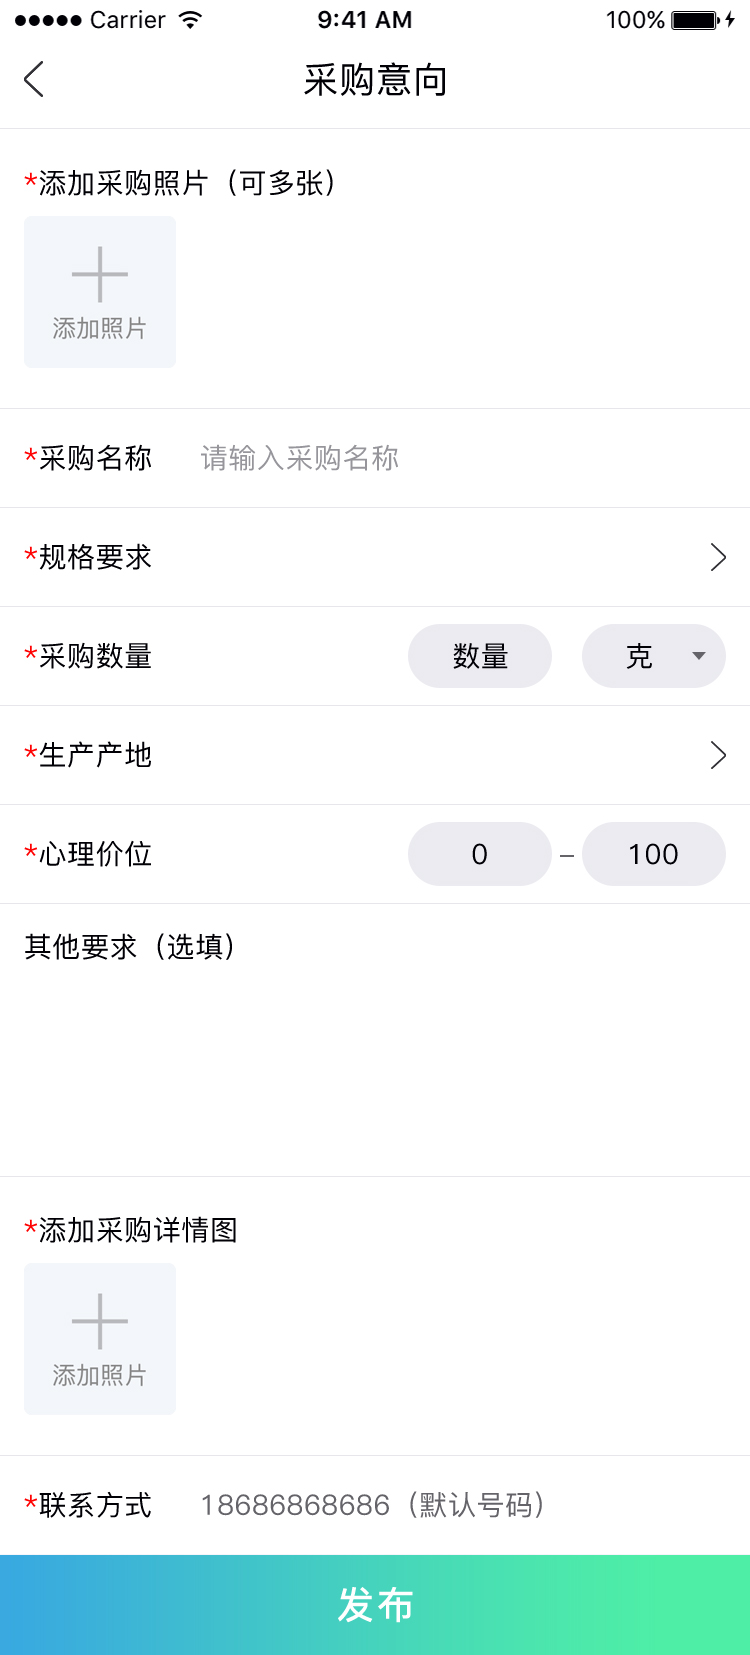 ●●●●● Carrier 9:41 AM 100%
采购意向
*添加采购照片（可多张）
添加照片
*采购名称 请输入采购名称
*规格要求
*采购数量 数量 克
*生产产地
*心理价位 0 – 100
其他要求（选填）
*添加采购详情图
添加照片
*联系方式 18686868686（默认号码）
发布